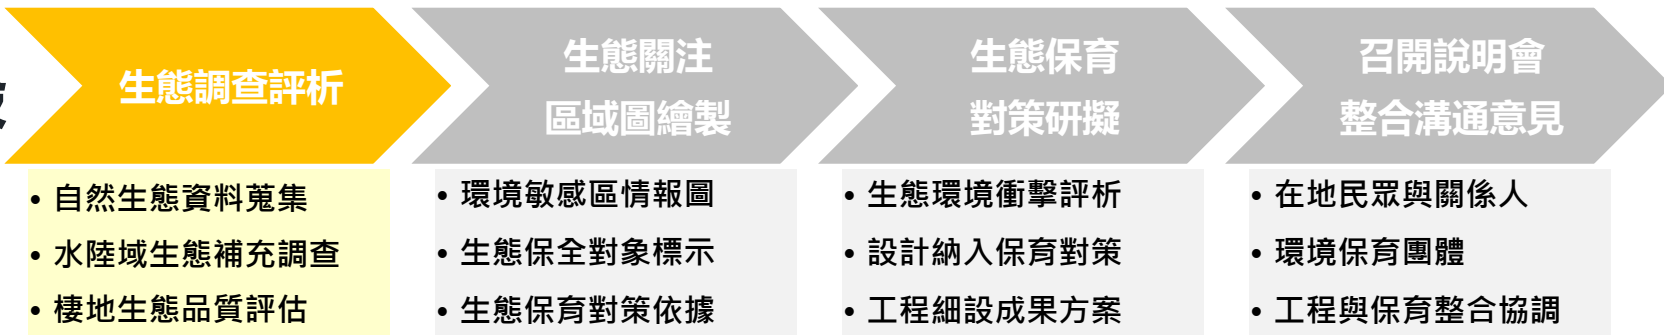 生態調查評析
• 自然生態資料蒐集
• 水陸域生態補充調查
• 棲地生態品質評估
生態關注
區域圖繪製
• 環境敏感區情報圖
• 生態保全對象標示
• 生態保育對策依據
生態保育
對策研擬
• 生態環境衝擊評析
• 設計納入保育對策
• 工程細設成果方案
召開說明會
整合溝通意見
• 在地民眾與關係人
• 環境保育團體
• 工程與保育整合協調